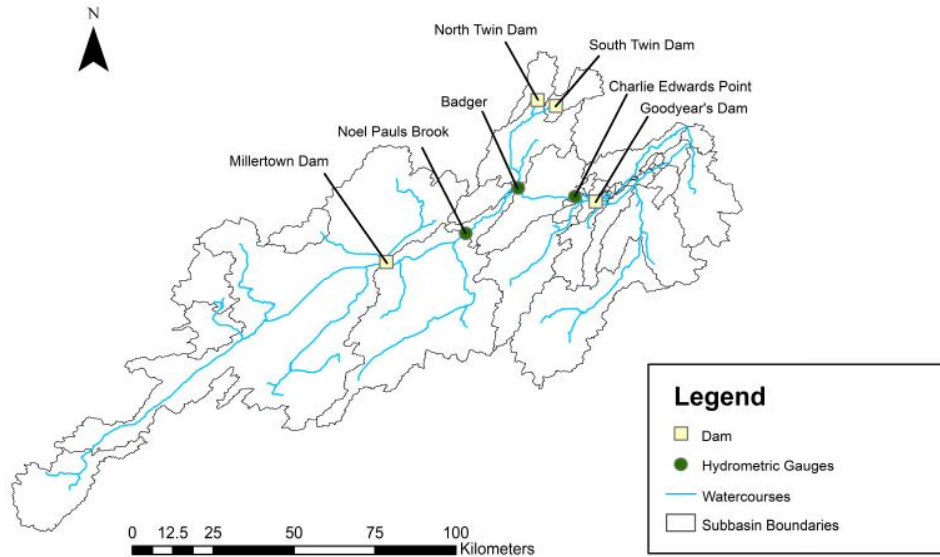 N
North Twin Dam
South Twin Dam
Charlie Edwards Point
Badger
Goodyear's Dam
Noel Pauls Brook
Millertown Dam
Legend
Dam
Hydrometric Gauges
Watercourses
Subbasin Boundaries
0 12.5 25 50 75 100
Kilometers